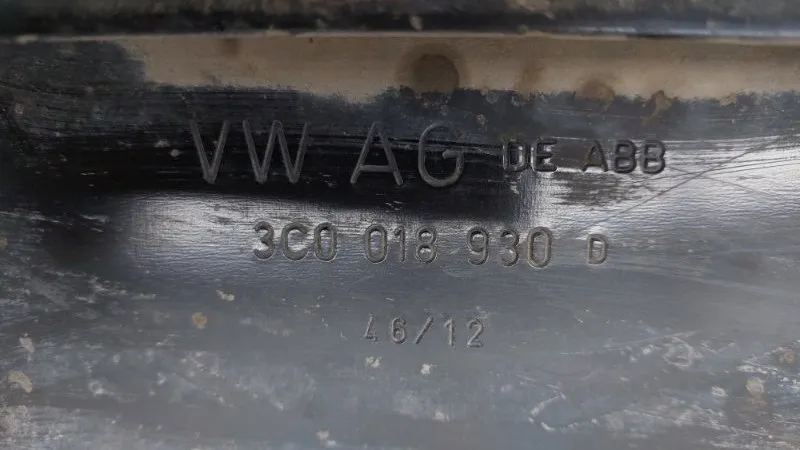 VW AG DE ABB
3C0 018 930 D
46/12